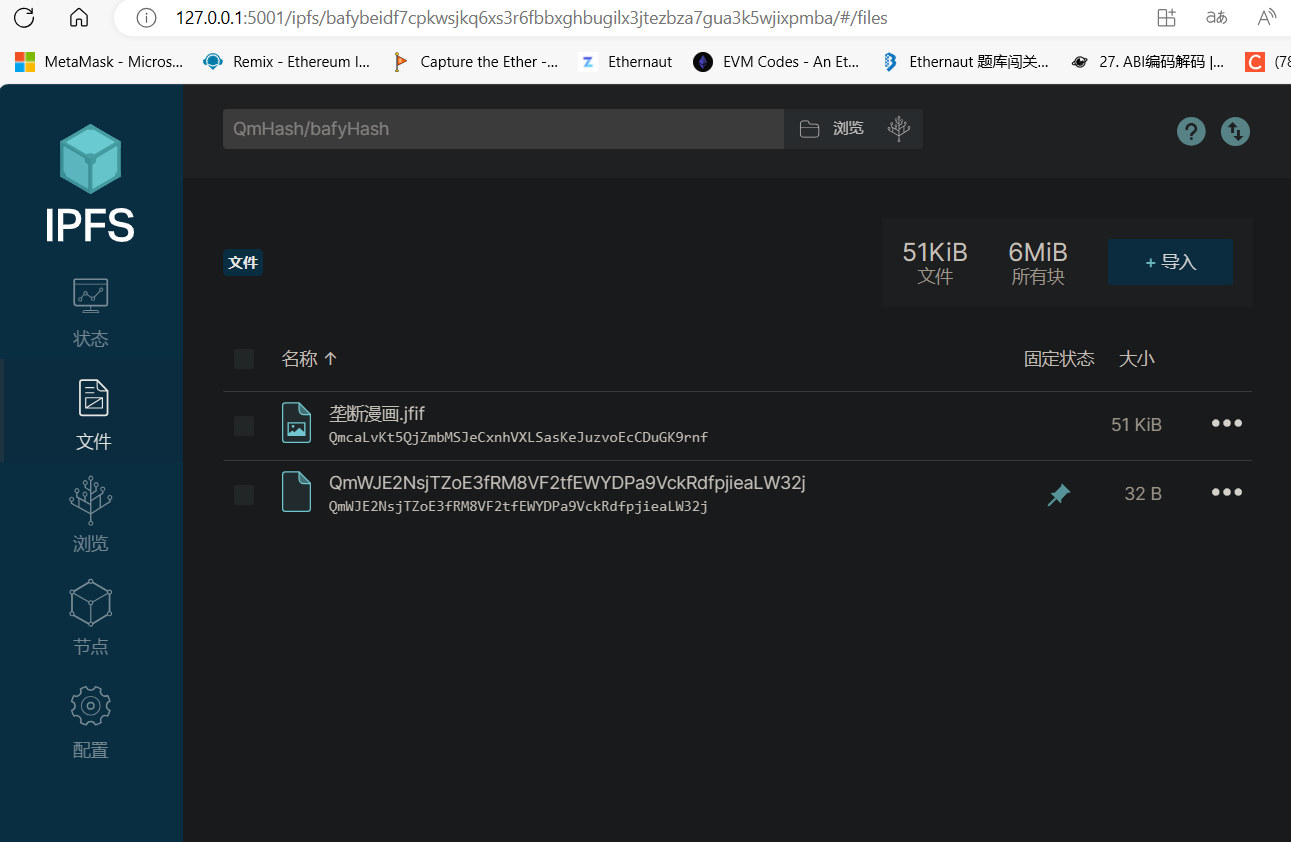 127.0.0.1:5001/ipfs/bafybeidf7cpkwsjkq6xs3r6fbbxghbugilx3jtezbza7gua3k5wjixpmba/#/files
MetaMask - Micros... Remix - Ethereum I... Capture the Ether -... Ethernaut EVM Codes - An Et... Ethernaut 题库闯关... 27. ABI编码解码 |... (78
QmHash/bafyHash 浏览
IPFS
状态
文件
浏览
节点
配置
文件
51KiB 6MiB
文件 所有块
+ 导入
名称 ↑ 固定状态 大小
垄断漫画.jfif
QmcaLvKt5QjZmbMSJeCxnhVXLSasKeJuzvoEcCDuGK9rnf
51 KiB
QmWJE2NsjTZoE3fRM8VF2tfEWYDPa9VckRdfpjieaLW32j
QmWJE2NsjTZoE3fRM8VF2tfEWYDPa9VckRdfpjieaLW32j
32 B